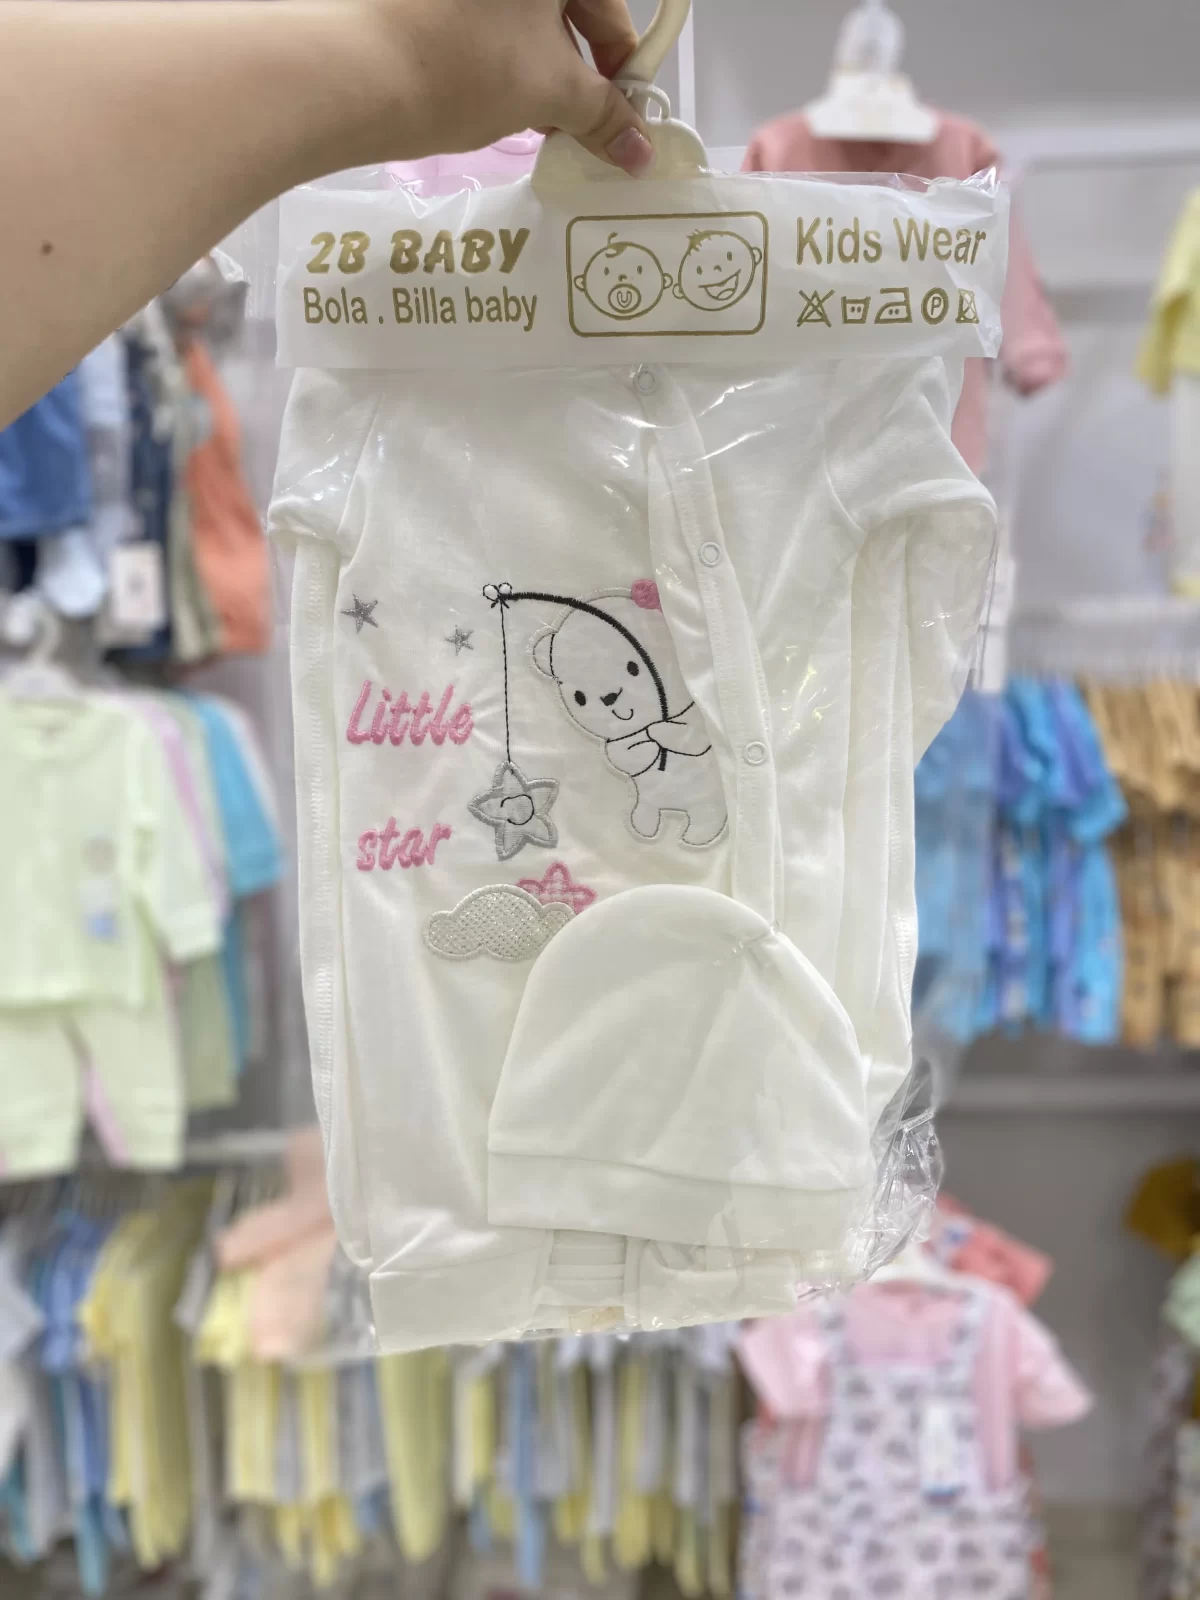 2B BABY
Bola . Billa baby
Kids Wear
P
Little
star